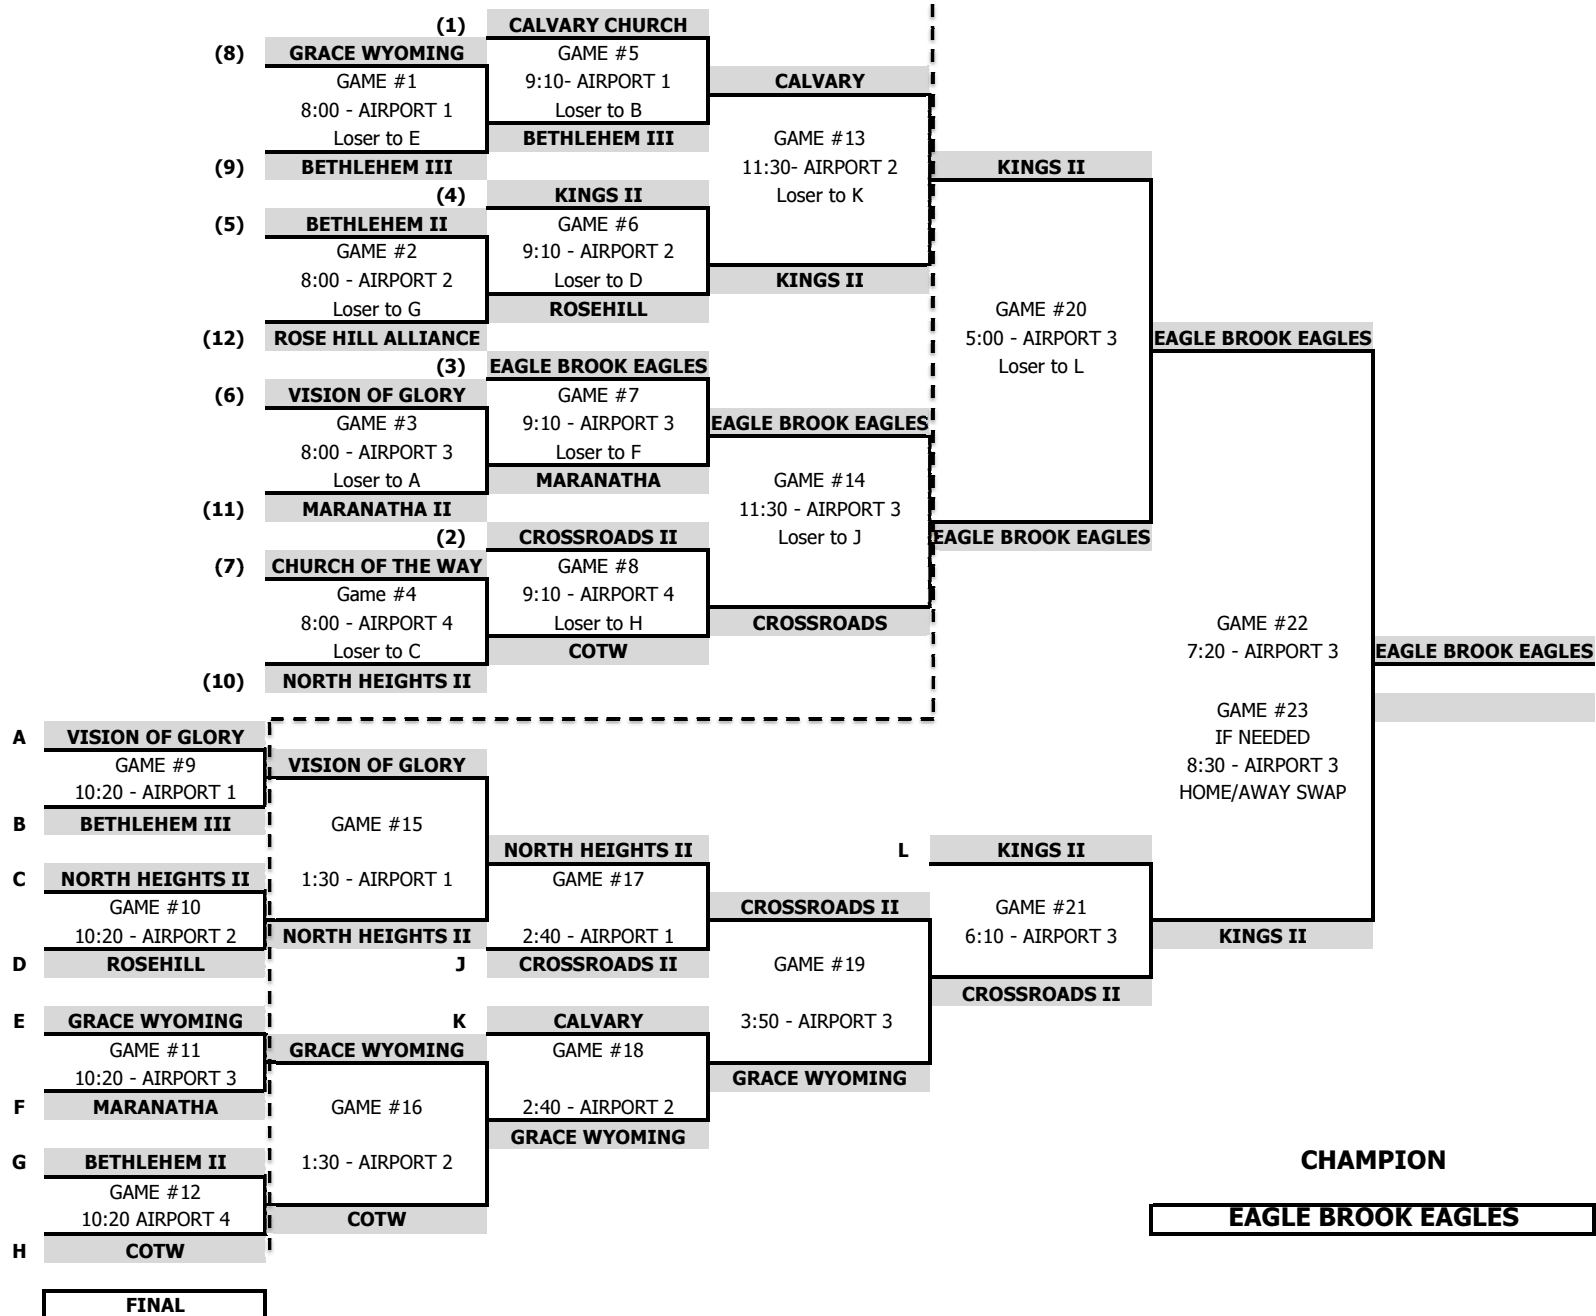 (1) CALVARY CHURCH
(8) GRACE WYOMING
GAME #5
GAME #1
9:10- AIRPORT 1
CALVARY
8:00 - AIRPORT 1
Loser to B
Loser to E
BETHLEHEM III
GAME #13
(9) BETHLEHEM III
11:30- AIRPORT 2
KINGS II
(4) KINGS II
Loser to K
(5) BETHLEHEM II
GAME #6
GAME #2
9:10 - AIRPORT 2
8:00 - AIRPORT 2
Loser to D
KINGS II
Loser to G
ROSEHILL
GAME #20
(12) ROSE HILL ALLIANCE
5:00 - AIRPORT 3
EAGLE BROOK EAGLES
(3) EAGLE BROOK EAGLES
Loser to L
(6) VISION OF GLORY
GAME #7
GAME #3
9:10 - AIRPORT 3
EAGLE BROOK EAGLES
8:00 - AIRPORT 3
Loser to F
Loser to A
MARANATHA
GAME #14
(11) MARANATHA II
11:30 - AIRPORT 3
(2) CROSSROADS II
Loser to J
EAGLE BROOK EAGLES
(7) CHURCH OF THE WAY
GAME #8
Game #4
9:10 - AIRPORT 4
8:00 - AIRPORT 4
Loser to H
CROSSROADS
GAME #22
Loser to C
COTW
7:20 - AIRPORT 3
EAGLE BROOK EAGLES
(10) NORTH HEIGHTS II
GAME #23
A VISION OF GLORY
IF NEEDED
GAME #9
VISION OF GLORY
8:30 - AIRPORT 3
10:20 - AIRPORT 1
HOME/AWAY SWAP
B BETHLEHEM III
GAME #15
NORTH HEIGHTS II
L KINGS II
C NORTH HEIGHTS II
1:30 - AIRPORT 1
GAME #17
GAME #10
CROSSROADS II
GAME #21
10:20 - AIRPORT 2
NORTH HEIGHTS II
2:40 - AIRPORT 1
6:10 - AIRPORT 3
KINGS II
D ROSEHILL
J CROSSROADS II
GAME #19
CROSSROADS II
E GRACE WYOMING
K CALVARY
3:50 - AIRPORT 3
GAME #11
GRACE WYOMING
GAME #18
10:20 - AIRPORT 3
GRACE WYOMING
F MARANATHA
GAME #16
2:40 - AIRPORT 2
GRACE WYOMING
G BETHLEHEM II
1:30 - AIRPORT 2
CHAMPION
GAME #12
10:20 AIRPORT 4
COTW
EAGLE BROOK EAGLES
H COTW
FINAL